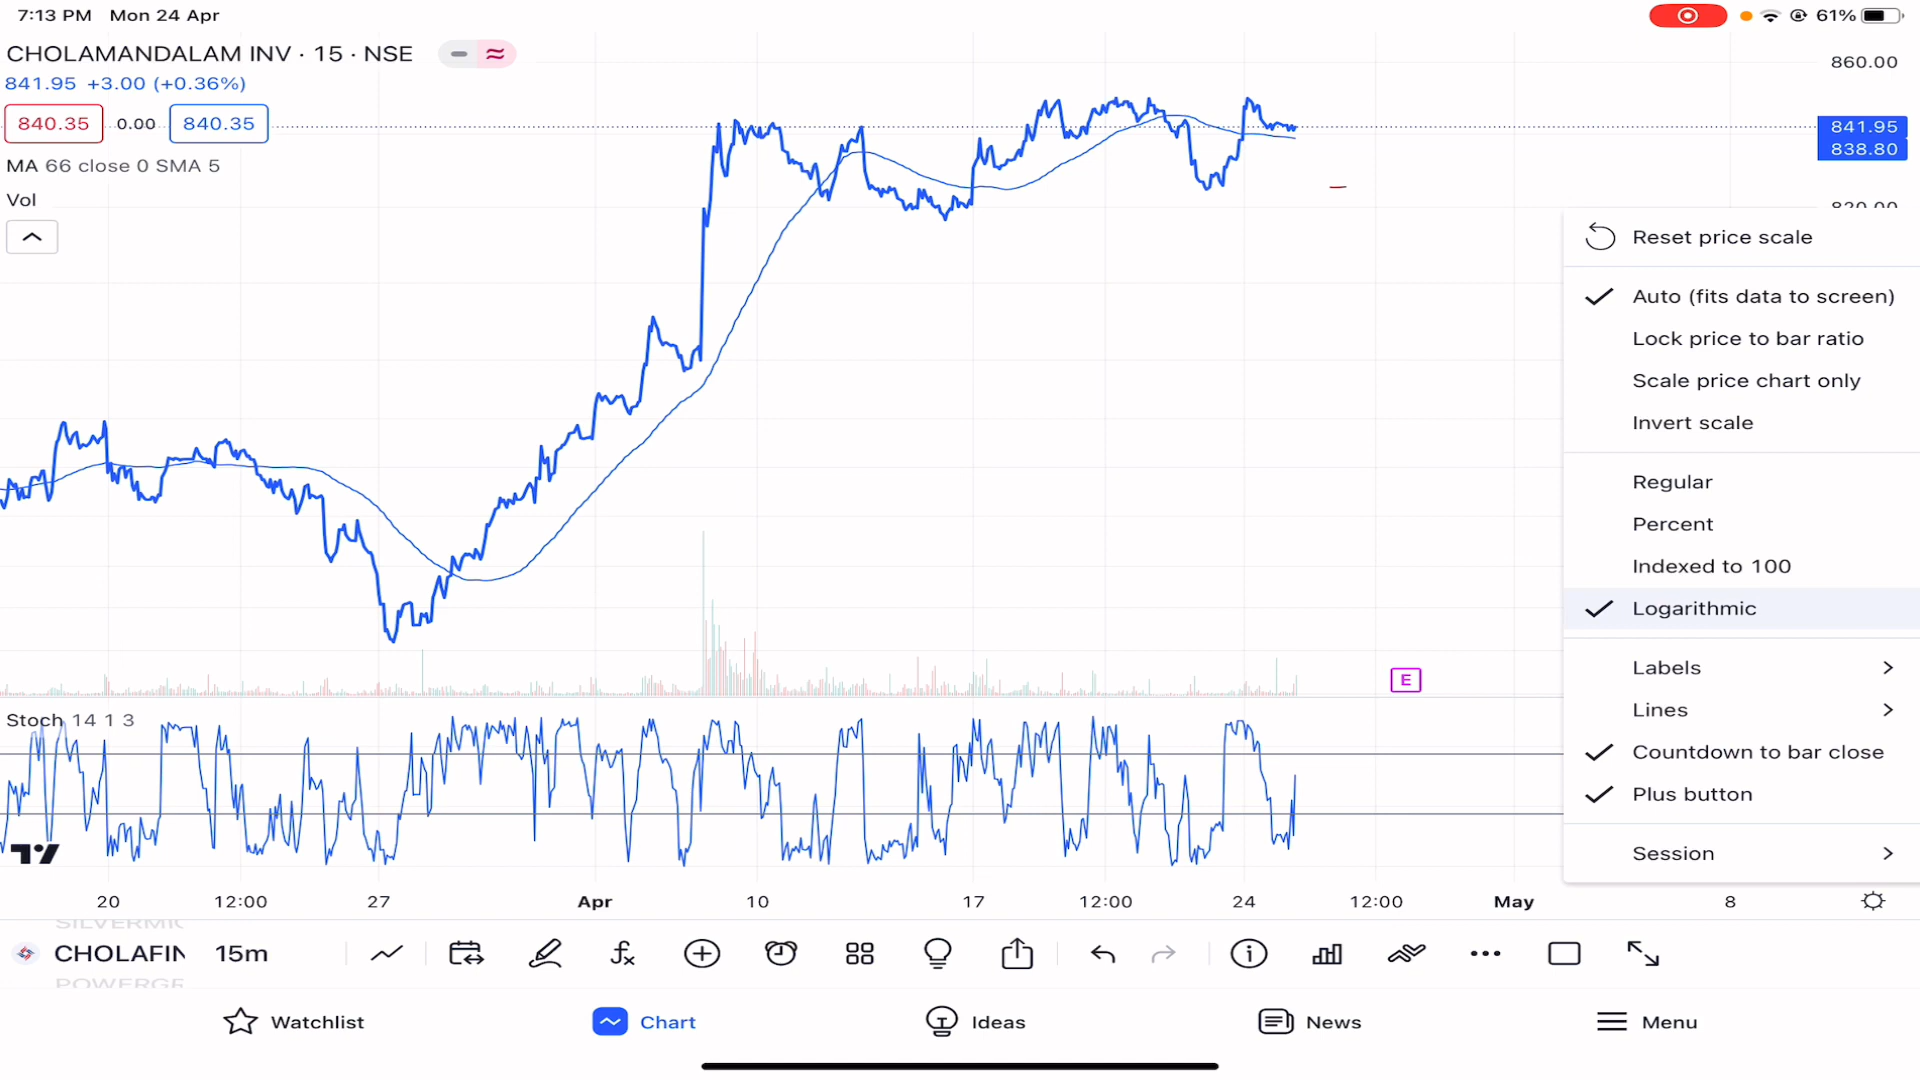 7:13 PM Mon 24 Apr
61%
CHOLAMANDALAM INV · 15 · NSE
860.00
841.95 +3.00 (+0.36%)
840.35 0.00 840.35
841.95
838.80
MA 66 close 0 SMA 5
Vol
820.00
Reset price scale
Auto (fits data to screen)
Lock price to bar ratio
Scale price chart only
Invert scale
Regular
Percent
Indexed to 100
Logarithmic
Labels
Lines
Countdown to bar close
Plus button
Session
E
Stoch 14 1 3
20 12:00 27 Apr 10 17 12:00 24 12:00 May 8
SILVERMIC
CHOLAFIN 15m
POWERGR
Watchlist Chart Ideas News Menu